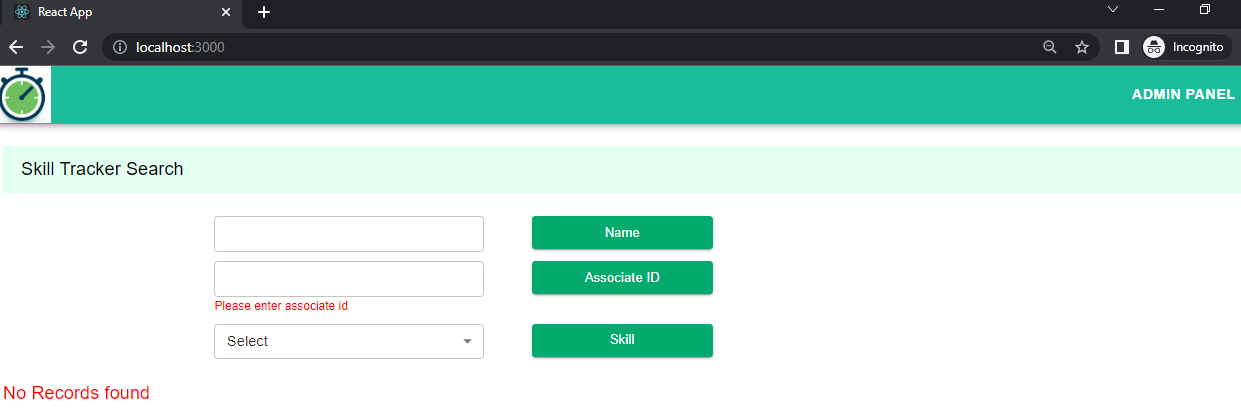 React App
localhost:3000
Incognito
ADMIN PANEL
Skill Tracker Search
Name
Associate ID
Please enter associate id
Select
Skill
No Records found